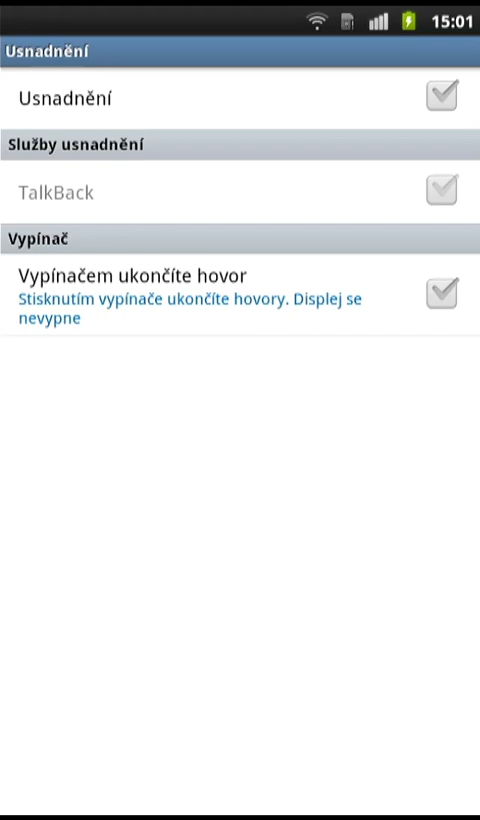 15:01
Usnadnění
Usnadnění
Služby usnadnění
TalkBack
Vypínač
Vypínačem ukončíte hovor
Stisknutím vypínače ukončíte hovory. Displej se
nevypne